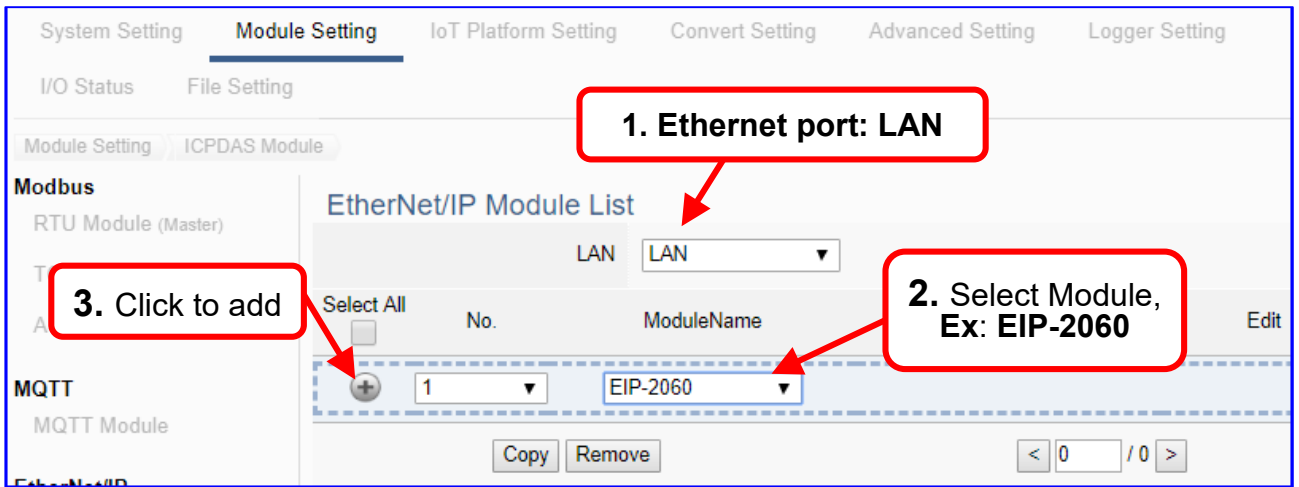 System Setting Module Setting IoT Platform Setting Convert Setting Advanced Setting Logger Setting
I/O Status File Setting
1. Ethernet port: LAN
Module Setting ICPDAS Module
Modbus
RTU Module (Master)
EtherNet/IP Module List
LAN LAN
T
3. Click to add
A
2. Select Module,
Ex: EIP-2060
Select All No. ModuleName Edit
1 EIP-2060
MQTT
MQTT Module
Copy Remove < 0 / 0 >
EtherNet/IP